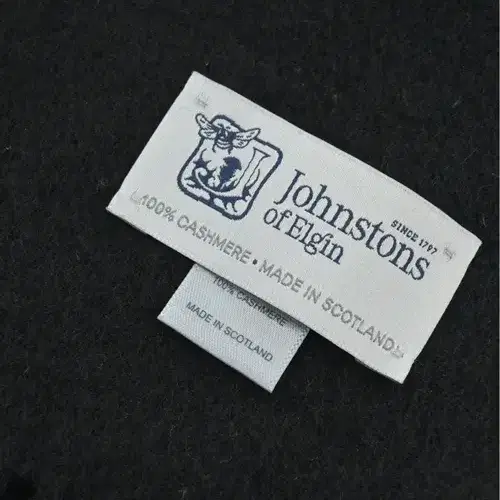 SINCE 1797
Johnstons
of Elgin
100% CASHMERE • MADE IN SCOTLAND
100% CASHMERE
MADE IN SCOTLAND